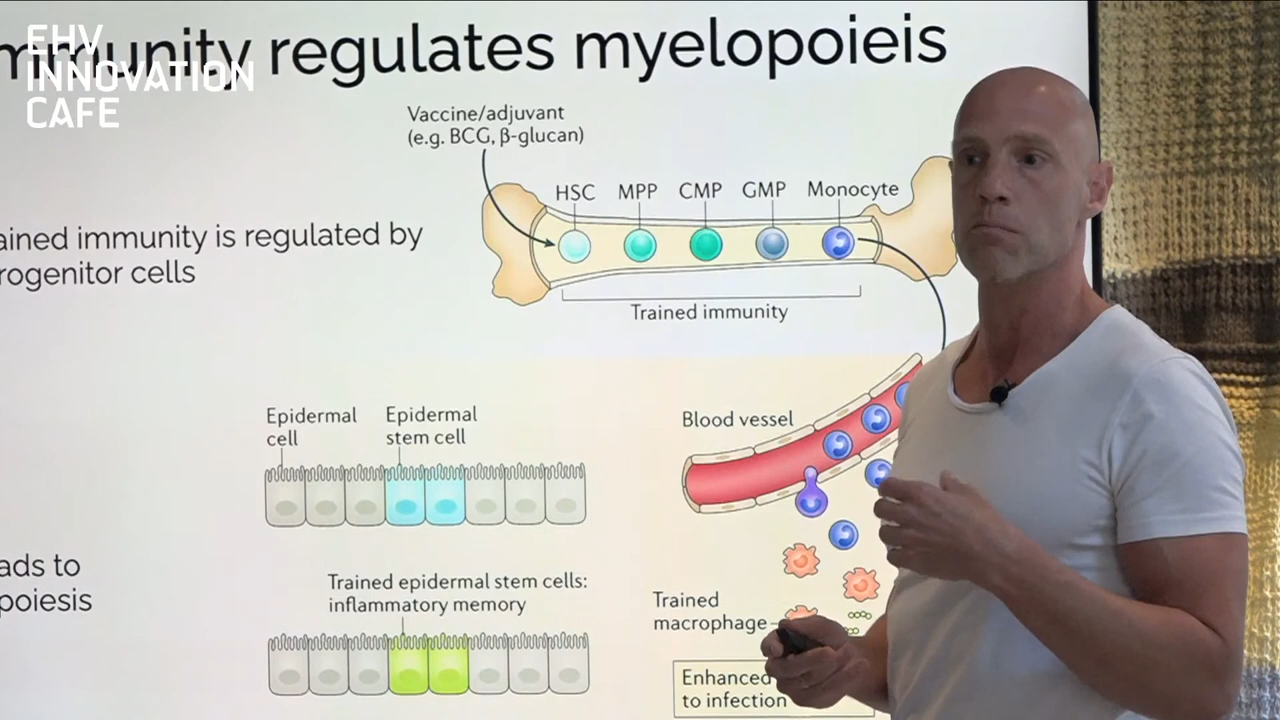 EHV
INNOVATION
CAFE
mmunity regulates myelopoieis
Vaccine/adjuvant
(e.g. BCG, β-glucan)
HSC MPP CMP GMP Monocyte
ained immunity is regulated by
rogenitor cells
Trained immunity
Epidermal
cell
Epidermal
stem cell
Blood vessel
ads to
poiesis
Trained epidermal stem cells:
inflammatory memory
Trained
macrophage
Enhanced
to infection